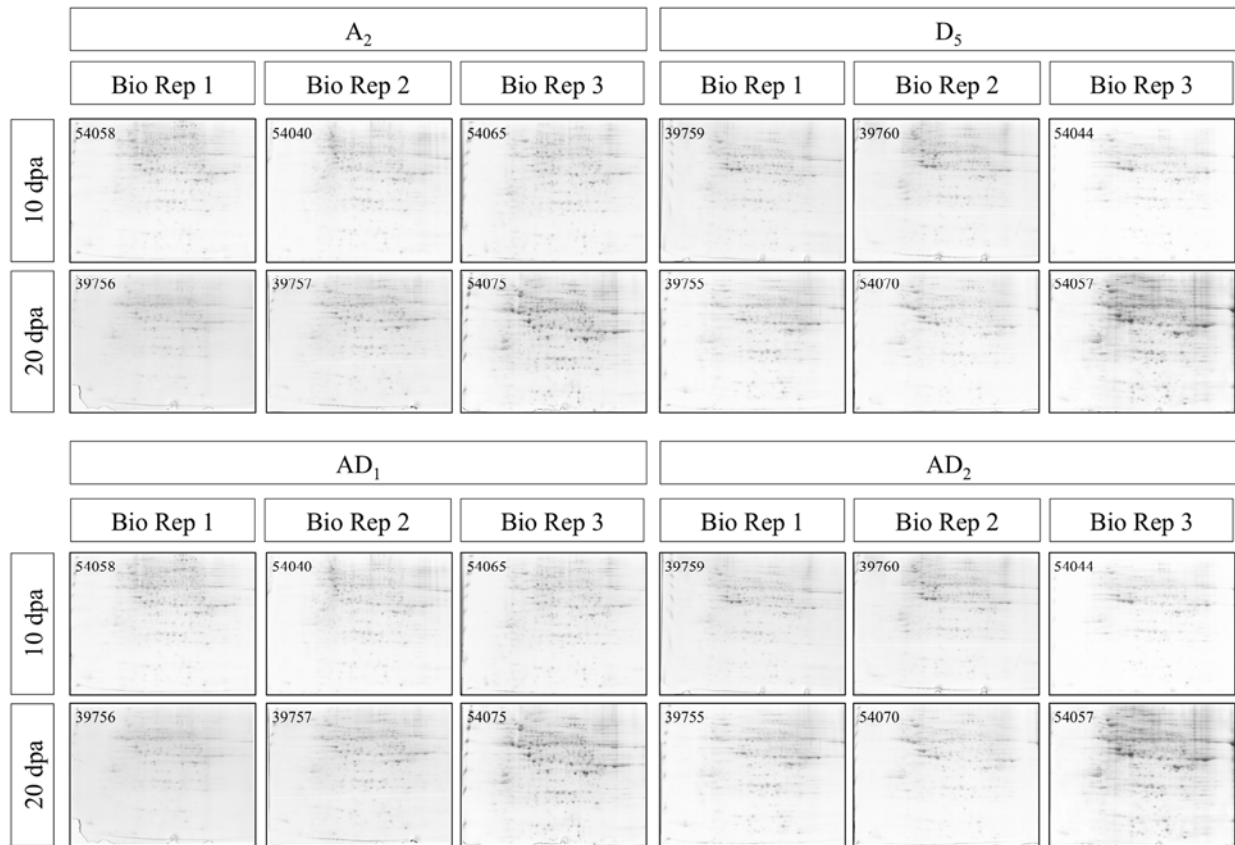 A₂ D₅
Bio Rep 1 Bio Rep 2 Bio Rep 3 Bio Rep 1 Bio Rep 2 Bio Rep 3
10 dpa
54058 54040 54065 39759 39760 54044
20 dpa
39756 39757 54075 39755 54070 54057
AD₁ AD₂
Bio Rep 1 Bio Rep 2 Bio Rep 3 Bio Rep 1 Bio Rep 2 Bio Rep 3
10 dpa
54058 54040 54065 39759 39760 54044
20 dpa
39756 39757 54075 39755 54070 54057